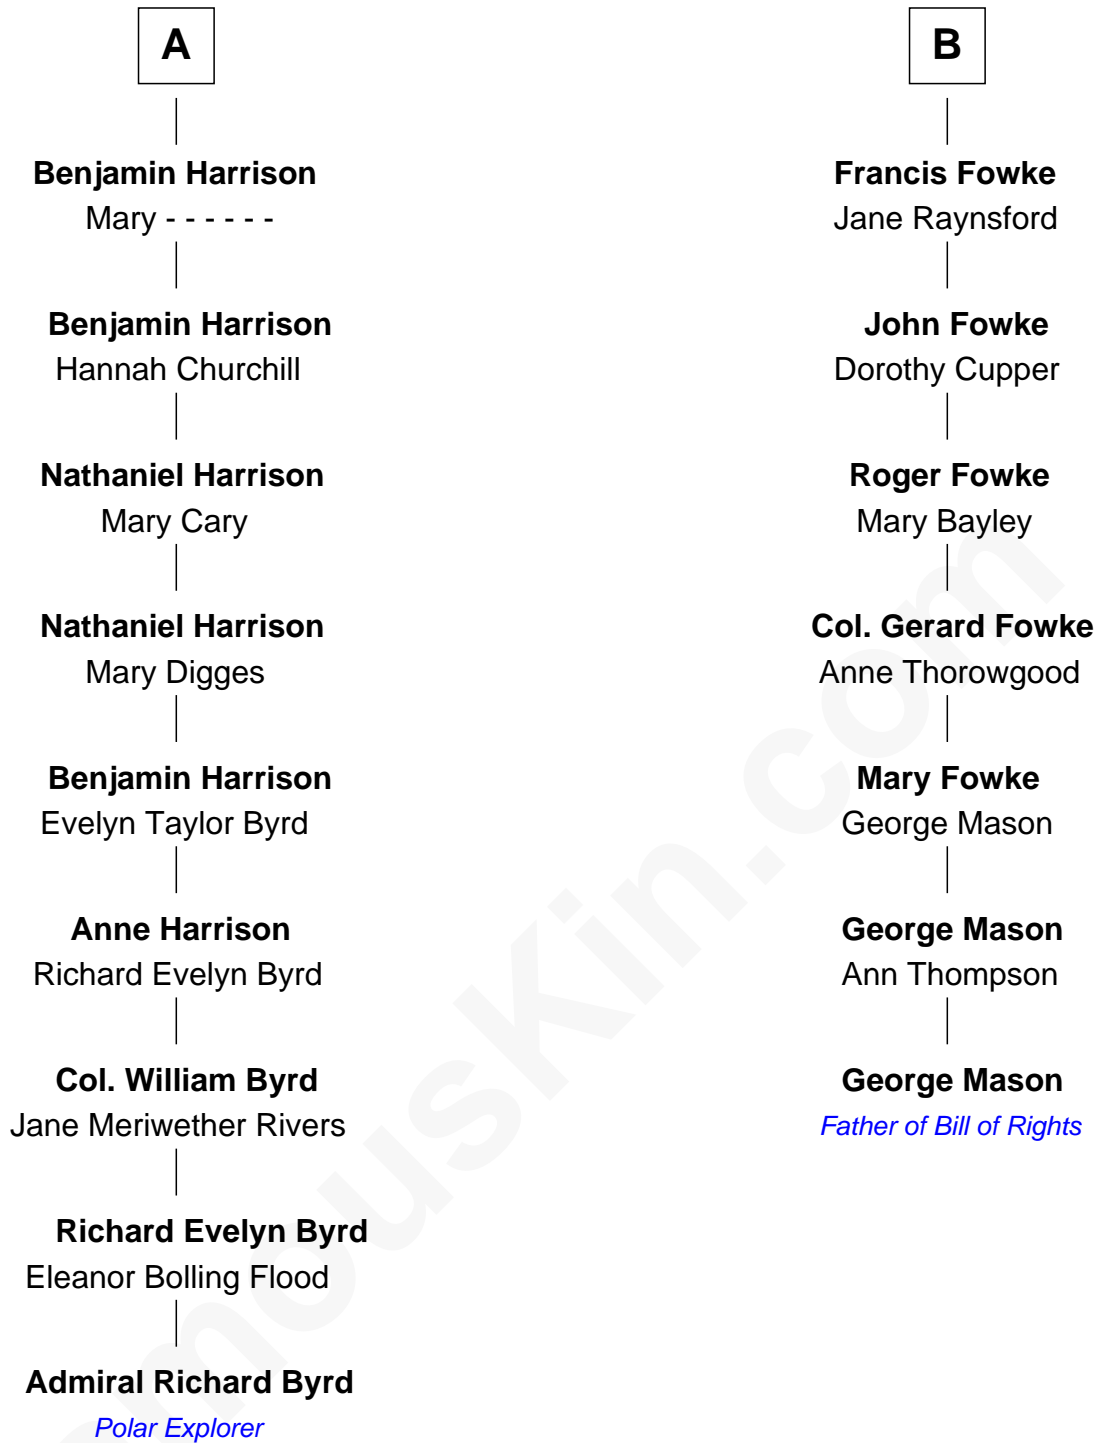 A
Benjamin Harrison
Mary - - - - - -
Benjamin Harrison
Hannah Churchill
Nathaniel Harrison
Mary Cary
Nathaniel Harrison
Mary Digges
Benjamin Harrison
Evelyn Taylor Byrd
Anne Harrison
Richard Evelyn Byrd
Col. William Byrd
Jane Meriwether Rivers
Richard Evelyn Byrd
Eleanor Bolling Flood
Admiral Richard Byrd
Polar Explorer
B
Francis Fowke
Jane Raynsford
John Fowke
Dorothy Cupper
Roger Fowke
Mary Bayley
Col. Gerard Fowke
Anne Thorowgood
Mary Fowke
George Mason
George Mason
Ann Thompson
George Mason
Father of Bill of Rights
mouskin.com